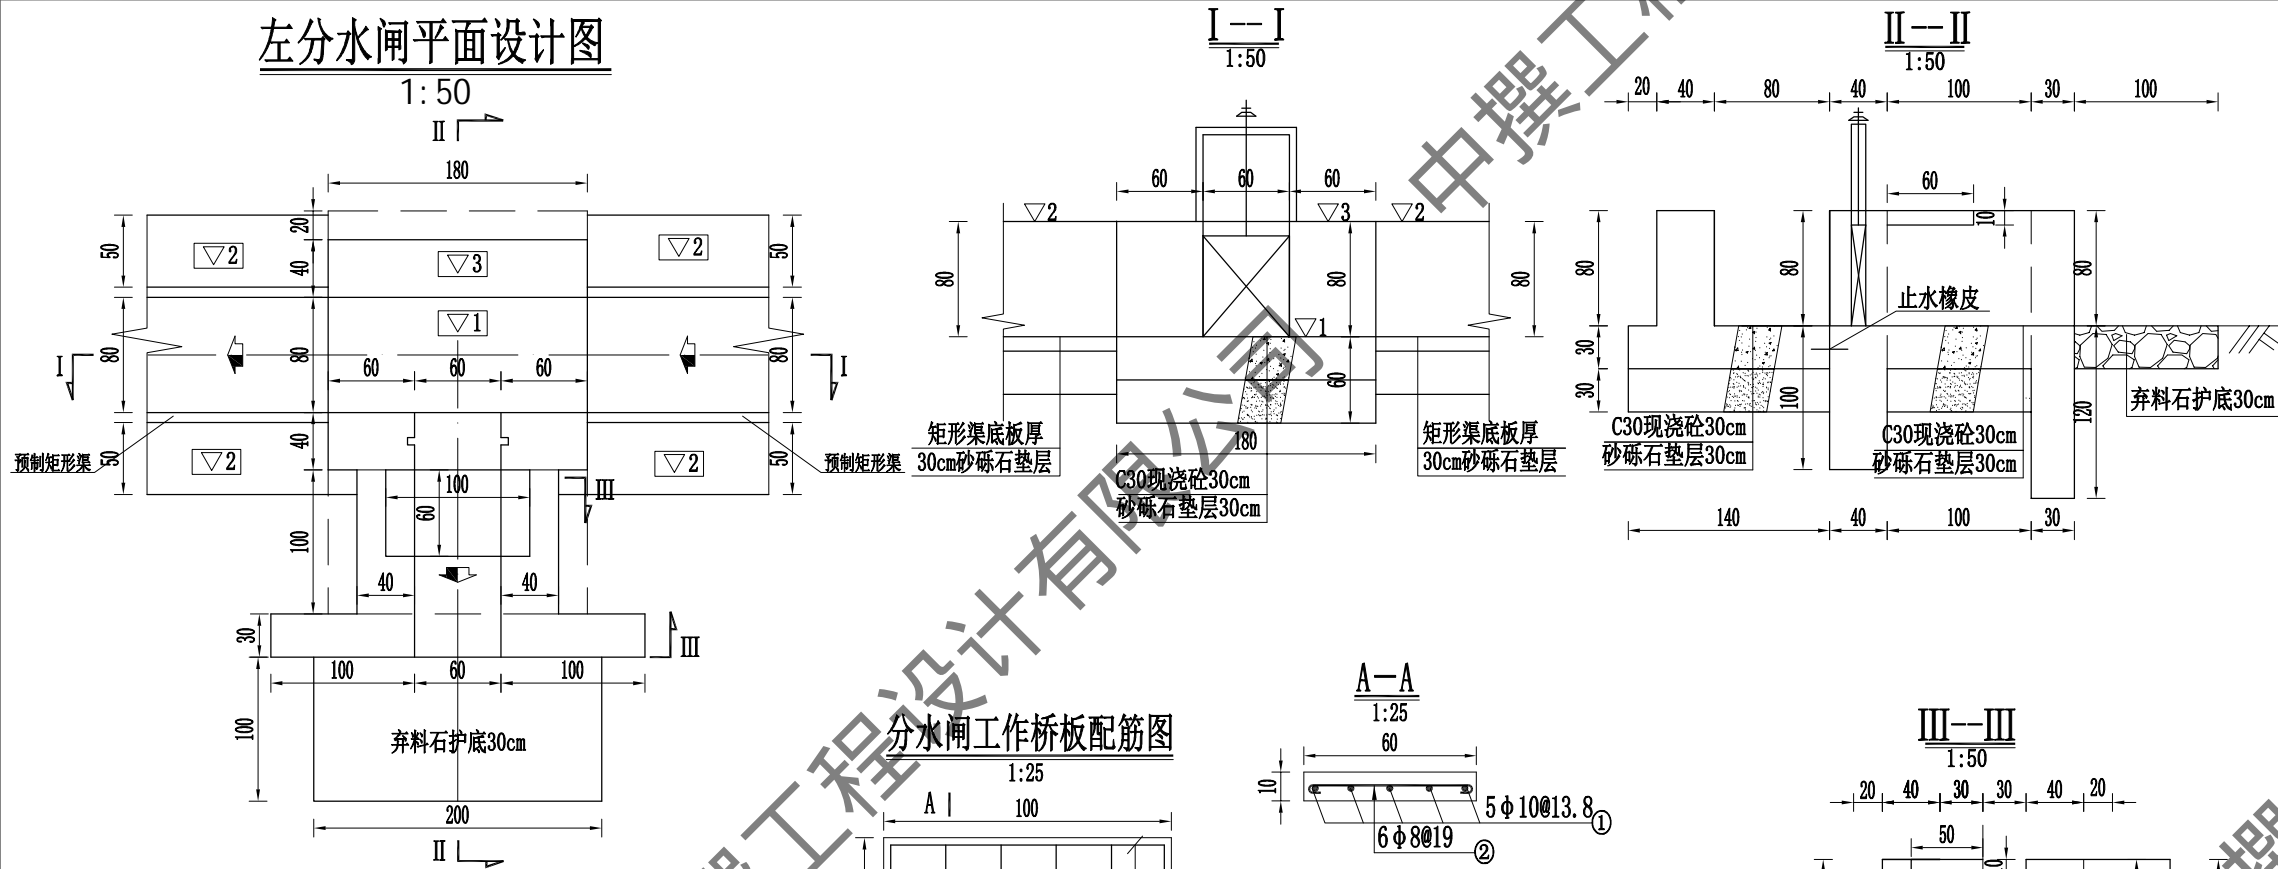 左分水闸平面设计图
1:50
II
180
20
50
2
2
50
40
3
1
80
80
80
I
I
60
60
60
40
预制矩形渠
50
2
2
50
预制矩形渠
III
100
60
100
40
40
30
III
100
60
100
100
弃料石护底30cm
200
II
I--I
1:50
60
60
60
2
3
2
80
80
80
1
60
矩形渠底板厚
30cm砂砾石垫层
180
矩形渠底板厚
30cm砂砾石垫层
C30现浇砼30cm
砂砾石垫层30cm
II--II
1:50
20
40
80
40
100
30
100
60
10
80
80
80
止水橡皮
30
30
100
120
弃料石护底30cm
C30现浇砼30cm
砂砾石垫层30cm
C30现浇砼30cm
砂砾石垫层30cm
140
40
100
30
分水闸工作桥板配筋图
1:25
A
100
A-A
1:25
60
10
5ф10@13.8
①
6ф8@19
②
III--III
1:50
20
40
30
30
40
20
50
中撰工程设计有限公司
中撰工程
撰